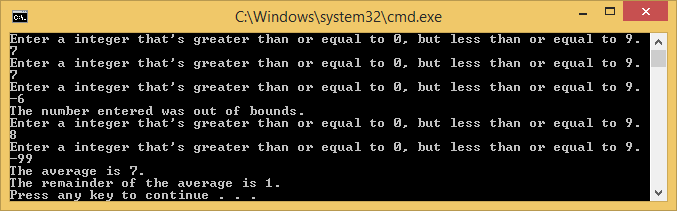 C:\Windows\system32\cmd.exe
Enter a integer that's greater than or equal to 0, but less than or equal to 9.
7
Enter a integer that's greater than or equal to 0, but less than or equal to 9.
7
Enter a integer that's greater than or equal to 0, but less than or equal to 9.
-6
The number entered was out of bounds.
Enter a integer that's greater than or equal to 0, but less than or equal to 9.
8
Enter a integer that's greater than or equal to 0, but less than or equal to 9.
-99
The average is 7.
The remainder of the average is 1.
Press any key to continue . . .